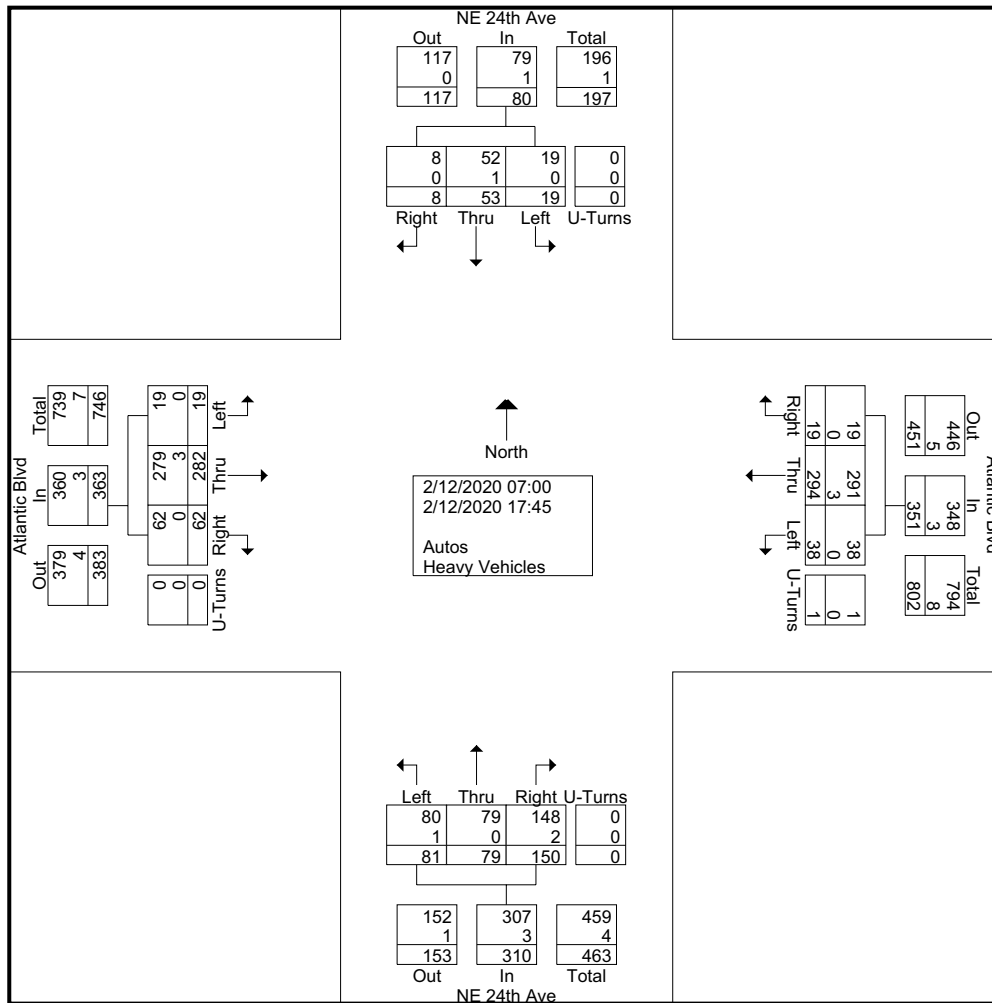 NE 24th Ave
Out In Total
117 79 196
0 1 1
117 80 197
8 52 19 0
0 1 0 0
8 53 19 0
Right Thru Left U-Turns
Atlantic Blvd
Out In Total
379 360 739
4 3 7
383 363 746
19 279 62 0
0 3 0 0
19 282 62 0
Left Thru Right U-Turns
North
2/12/2020 07:00
2/12/2020 17:45
Autos
Heavy Vehicles
Right Thru Left U-Turns
19 291 38 1
0 3 0 0
19 294 38 1
Out In Total
446 348 794
5 3 8
451 351 802
Atlantic Blvd
Left Thru Right U-Turns
80 79 148 0
1 0 2 0
81 79 150 0
152 307 459
1 3 4
153 310 463
Out In Total
NE 24th Ave